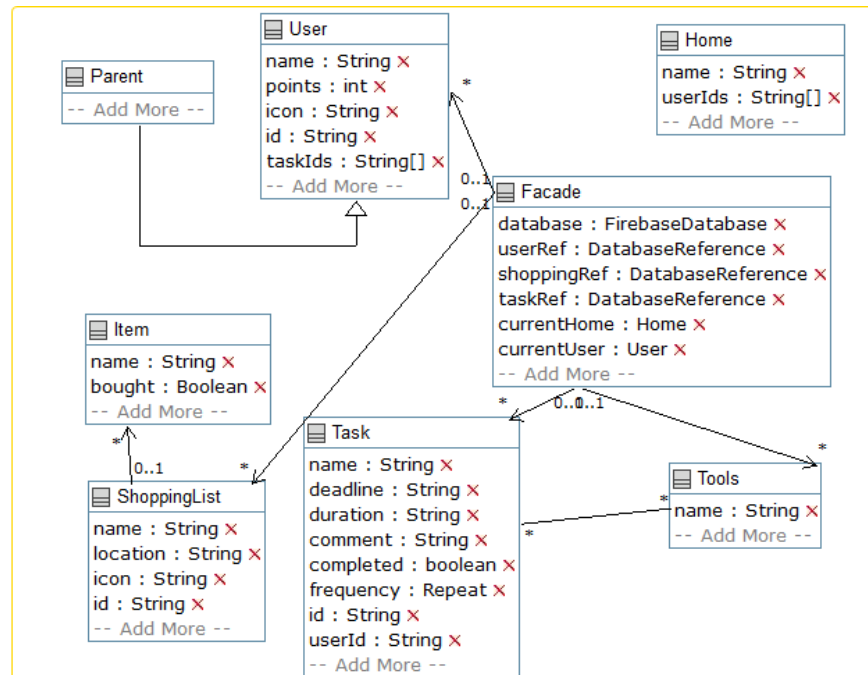 User
name : String X
points : int X
icon : String X
id : String X
taskIds : String[] X
-- Add More --
Home
name : String X
userIds : String[] X
-- Add More --
Parent
-- Add More --
*
0..1
0..1
Facade
database : FirebaseDatabase X
userRef : DatabaseReference X
shoppingRef : DatabaseReference X
taskRef : DatabaseReference X
currentHome : Home X
currentUser : User X
-- Add More --
Item
name : String X
bought : Boolean X
-- Add More --
*
0..1
*
ShoppingList
name : String X
location : String X
icon : String X
id : String X
-- Add More --
*
0..1
0..1
*
Task
name : String X
deadline : String X
duration : String X
comment : String X
completed : boolean X
frequency : Repeat X
id : String X
userId : String X
-- Add More --
*
*
Tools
name : String X
-- Add More --